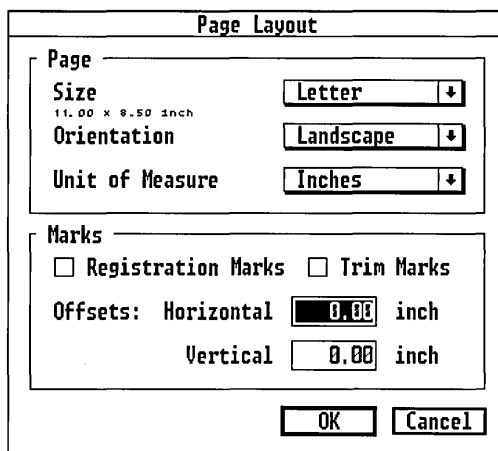 Page Layout
Page
Size Letter
11.00 x 8.50 inch
Orientation Landscape
Unit of Measure Inches
Marks
Registration Marks Trim Marks
Offsets: Horizontal 0.00 inch
Vertical 0.00 inch
OK Cancel